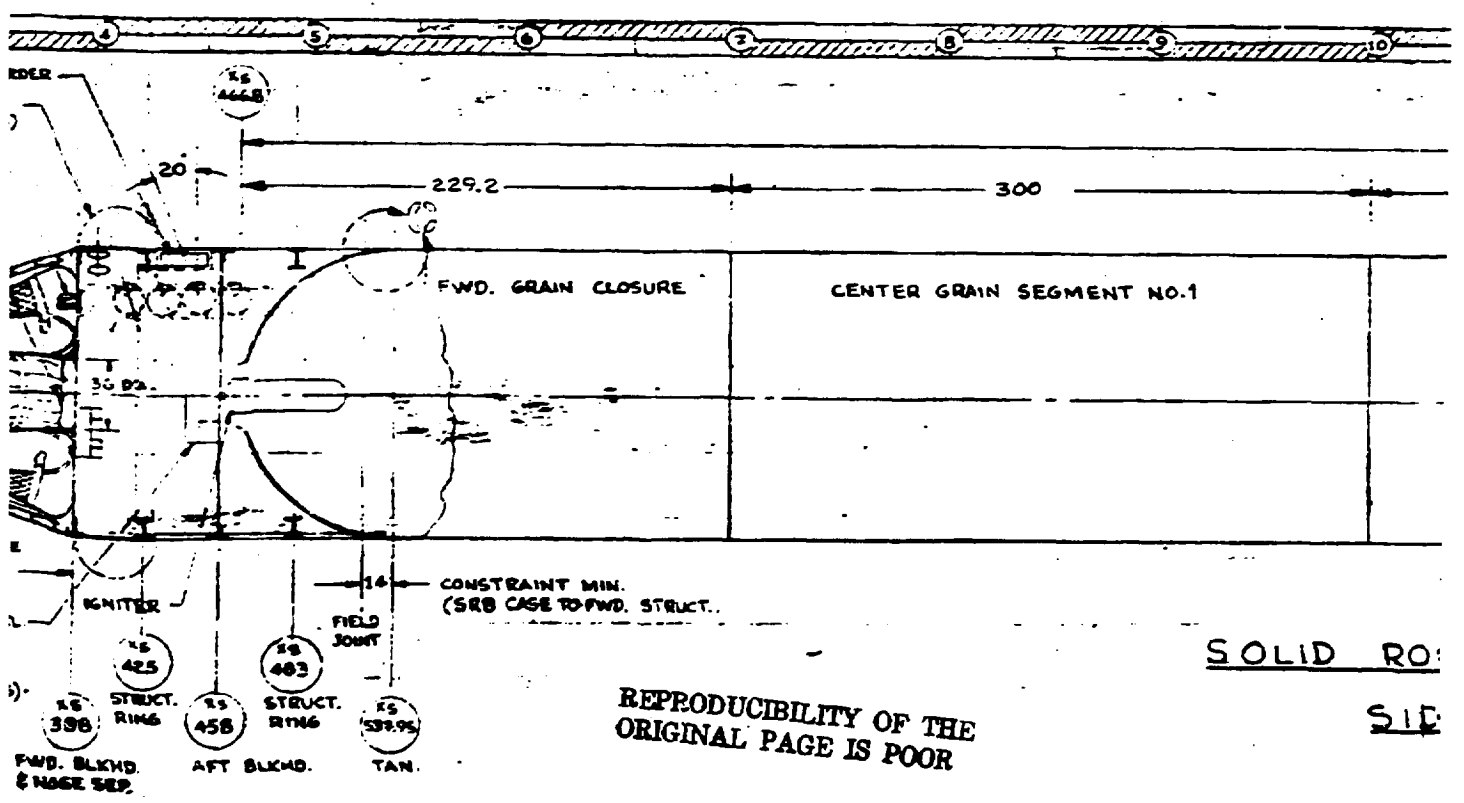 4 5 6 7 8 9 10
RDER
XS
466.8
20°
229.2
300
FWD. GRAIN CLOSURE
CENTER GRAIN SEGMENT NO.1
36 DIA.
14
CONSTRAINT MIN.
(SRB CASE TO FWD. STRUCT..
IGNITER
FIELD
JOINT
XS
425
STRUCT.
RING
XS
483
STRUCT.
RING
XS
398
FWD. BLKHD.
& NOSE SEP.
XS
458
AFT BLKHD.
XS
537.95
TAN.
SOLID RO
REPRODUCIBILITY OF THE
ORIGINAL PAGE IS POOR